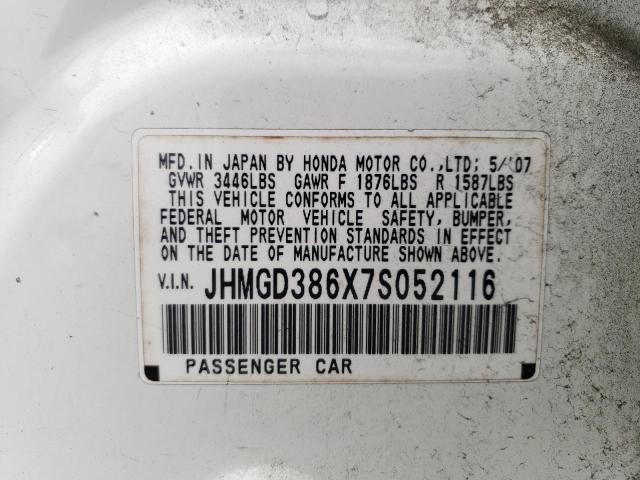 MFD. IN JAPAN BY HONDA MOTOR CO.,LTD; 5/'07
GVWR 3446LBS GAWR F 1876LBS R 1587LBS
THIS VEHICLE CONFORMS TO ALL APPLICABLE
FEDERAL MOTOR VEHICLE SAFETY, BUMPER,
AND THEFT PREVENTION STANDARDS IN EFFECT
ON THE DATE OF MANUFACTURE SHOWN ABOVE.
V.I.N. JHMGD386X7S052116
PASSENGER CAR